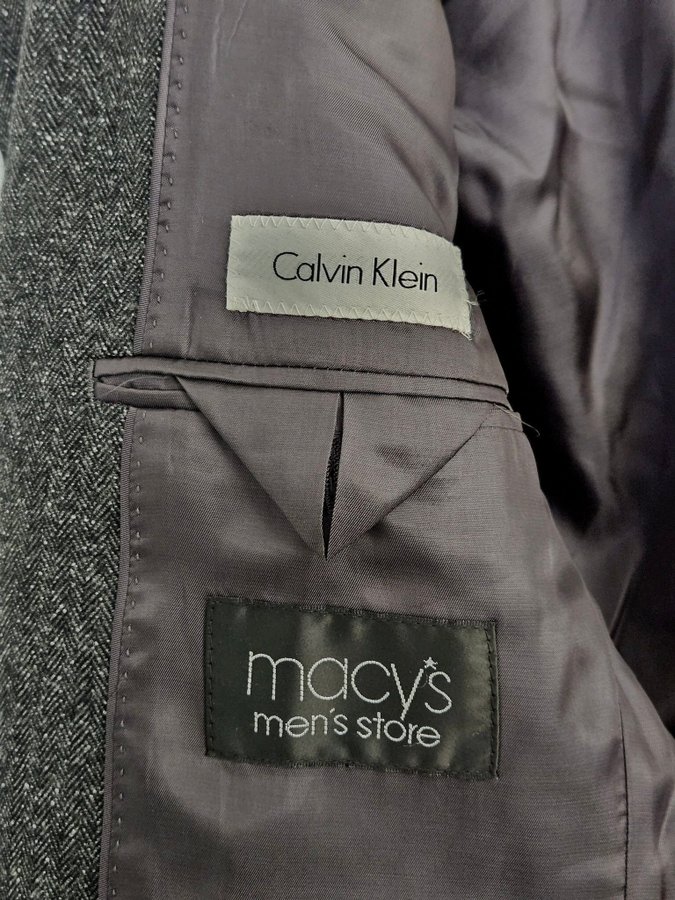 Calvin Klein
macy's
men's store